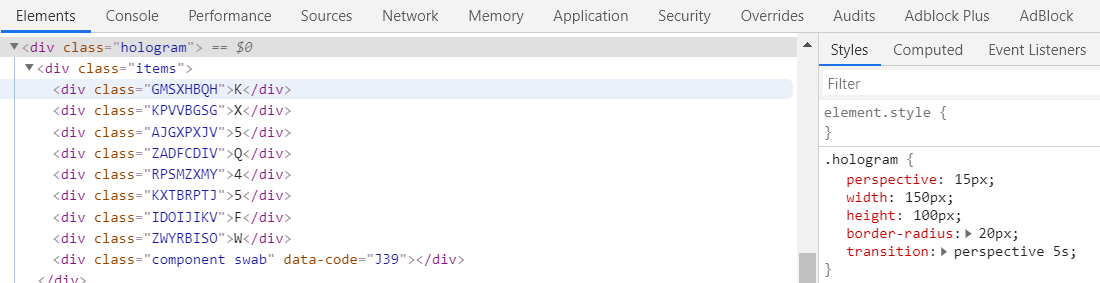 Elements Console Performance Sources Network Memory Application Security Overrides Audits Adblock Plus AdBlock
▼<div class="hologram"> == $0
▼<div class="items">
<div class="GMSXHBQH">K</div>
<div class="KPVVBGSG">X</div>
<div class="AJGXPXJV">5</div>
<div class="ZADFCDIV">Q</div>
<div class="RPSMZXMY">4</div>
<div class="KXTBRPTJ">5</div>
<div class="IDOIJIKV">F</div>
<div class="ZWYRBISO">W</div>
<div class="component swab" data-code="J39"></div>
</div>
Styles Computed Event Listeners
Filter
element.style {
}
.hologram {
perspective: 15px;
width: 150px;
height: 100px;
border-radius:▶ 20px;
transition:▶ perspective 5s;
}